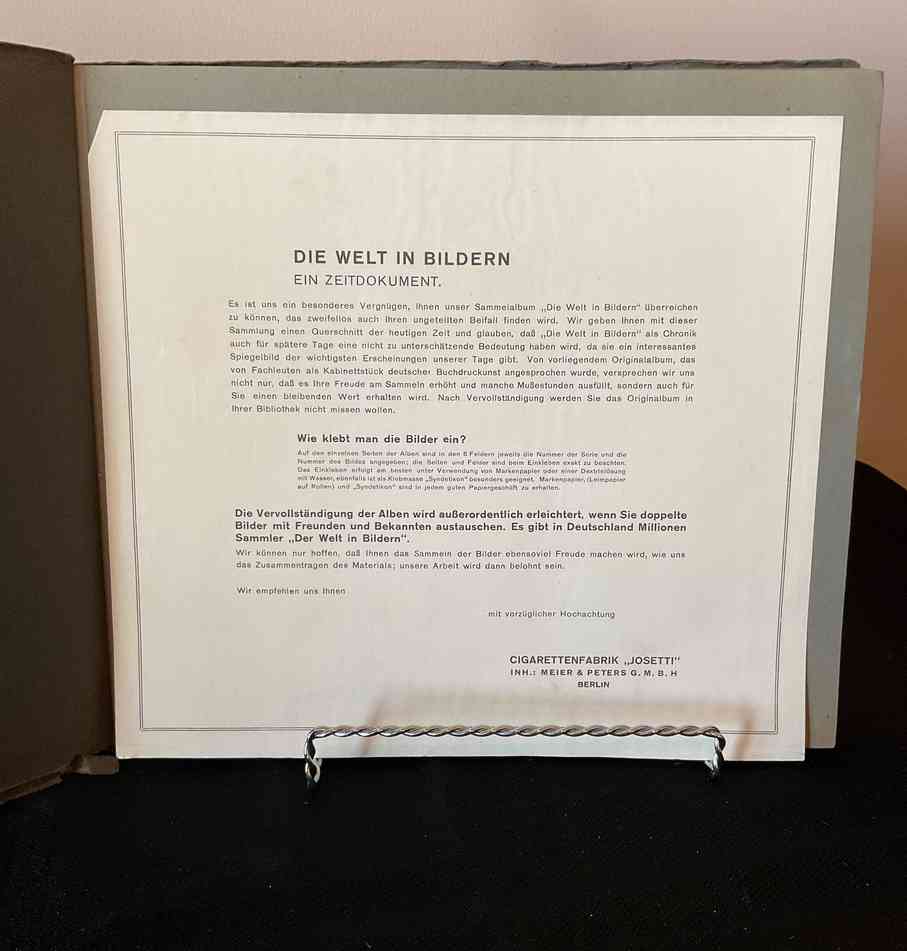 DIE WELT IN BILDERN
EIN ZEITDOKUMENT.
Es ist uns ein besonderes Vergnügen, Ihnen unser Sammelalbum „Die Welt in Bildern“ überreichen
zu können, das zweifellos auch Ihren ungeteilten Beifall finden wird. Wir geben Ihnen mit dieser
Sammlung einen Querschnitt der heutigen Zeit und glauben, daß „Die Welt in Bildern“ als Chronik
auch für spätere Tage eine nicht zu unterschätzende Bedeutung haben wird, da sie ein interessantes
Spiegelbild der wichtigsten Erscheinungen unserer Tage gibt. Von vorliegendem Originalalbum, das
von Fachleuten als Kabinettstück deutscher Buchdruckunst angesprochen wurde, versprechen wir uns
nicht nur, daß es Ihre Freude am Sammeln erhöht und manche Mußestunden ausfüllt, sondern auch für
Sie einen bleibenden Wert erhalten wird. Nach Vervollständigung werden Sie das Originalbum in
Ihrer Bibliothek nicht missen wollen.
Wie klebt man die Bilder ein?
Auf den einzelnen Seiten der Alben sind in den 6 Feldern jeweils die Nummer der Serie und die
Nummer des Bildes angegeben; die Seiten und Felder sind beim Einkleben exakt zu beachten.
Das Einkleben erfolgt am besten unter Verwendung von Markenpapier oder einer Dextrinlösung
mit Wasser, ebenfalls ist als Klebmasse „Syndetikon“ besonders geeignet. Markenpapier, (Leimpapier
auf Rollen) und „Syndetikon“ sind in jedem guten Papiergeschäft zu erhalten.
Die Vervollständigung der Alben wird außerordentlich erleichtert, wenn Sie doppelte
Bilder mit Freunden und Bekannten austauschen. Es gibt in Deutschland Millionen
Sammler „Der Welt in Bildern“.
Wir können nur hoffen, daß Ihnen das Sammeln der Bilder ebensoviel Freude machen wird, wie uns
das Zusammentragen des Materials; unsere Arbeit wird dann belohnt sein.
Wir empfehlen uns Ihnen
mit vorzüglicher Hochachtung
CIGARETTENFABRIK „JOSETTI“
INH.: MEIER & PETERS G. M. B. H
BERLIN